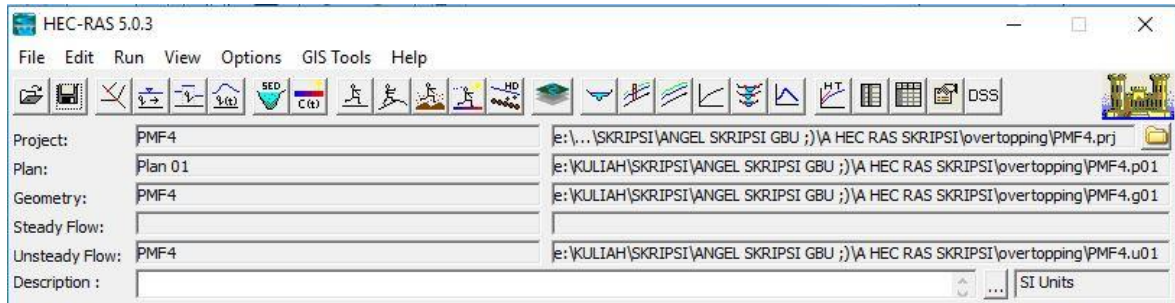 HEC-RAS 5.0.3
File Edit Run View Options GIS Tools Help
SED C(t) HD HT DSS
Project: PMF4 e:\...\SKRIPSI\ANGEL SKRIPSI GBU ;)\A HEC RAS SKRIPSI\overtopping\PMF4.prj
Plan: Plan 01 e:\KULIAH\SKRIPSI\ANGEL SKRIPSI GBU ;)\A HEC RAS SKRIPSI\overtopping\PMF4.p01
Geometry: PMF4 e:\KULIAH\SKRIPSI\ANGEL SKRIPSI GBU ;)\A HEC RAS SKRIPSI\overtopping\PMF4.g01
Steady Flow:
Unsteady Flow: PMF4 e:\KULIAH\SKRIPSI\ANGEL SKRIPSI GBU ;)\A HEC RAS SKRIPSI\overtopping\PMF4.u01
Description : ... SI Units